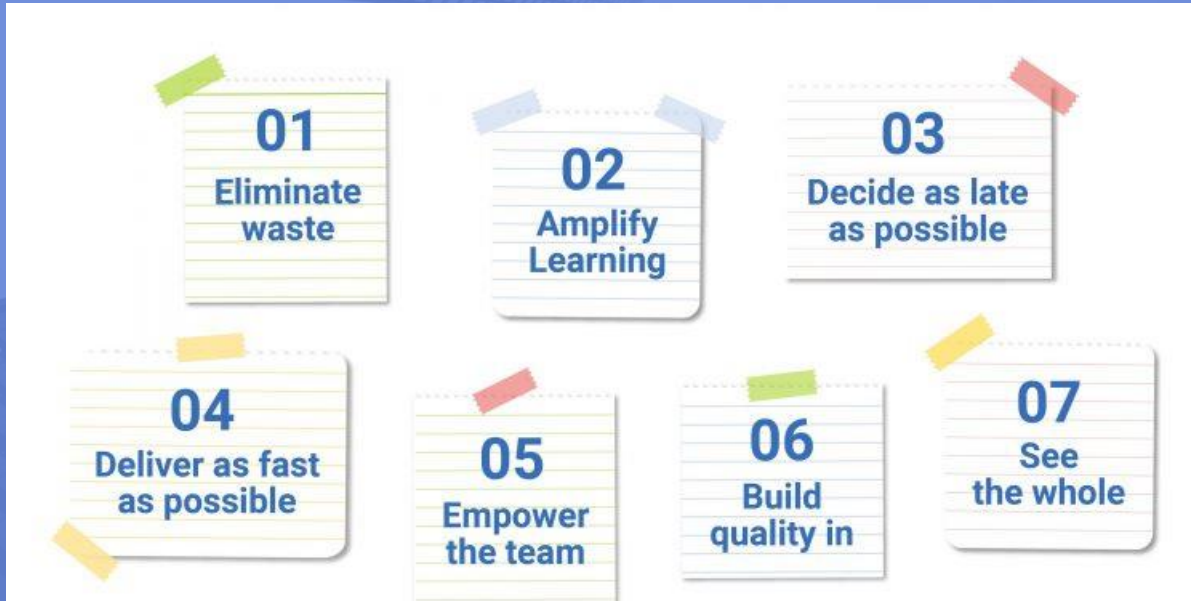 01
Eliminate
waste
02
Amplify
Learning
03
Decide as late
as possible
04
Deliver as fast
as possible
05
Empower
the team
06
Build
quality in
07
See
the whole